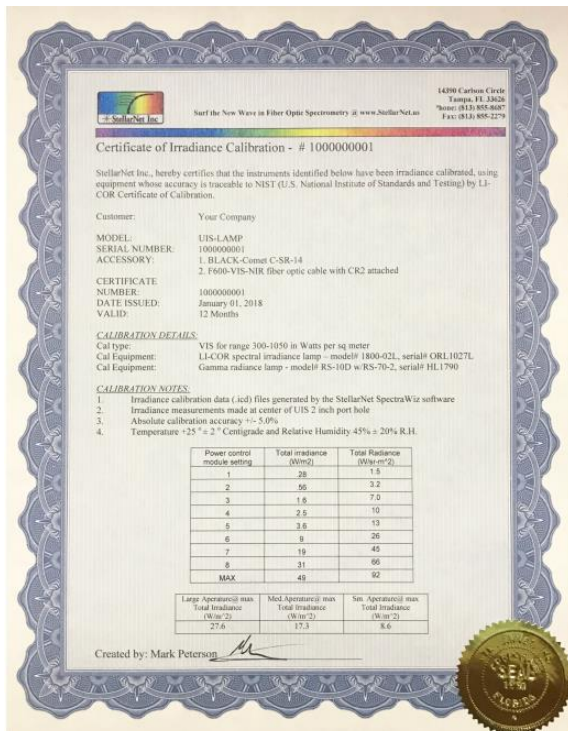 14390 Carlson Circle
Tampa, FL 33626
Phone: (813) 855-8687
Fax: (813) 855-2279
StellarNet Inc
Surf the New Wave in Fiber Optic Spectrometry @ www.StellarNet.us
Certificate of Irradiance Calibration - # 1000000001
StellarNet Inc., hereby certifies that the instruments identified below have been irradiance calibrated, using
equipment whose accuracy is traceable to NIST (U.S. National Institute of Standards and Testing) by LI-
COR Certificate of Calibration.
Customer: Your Company
MODEL: UIS-LAMP
SERIAL NUMBER: 1000000001
ACCESSORY: 1. BLACK-Comet C-SR-14
2. F600-VIS-NIR fiber optic cable with CR2 attached
CERTIFICATE
NUMBER: 1000000001
DATE ISSUED: January 01, 2018
VALID: 12 Months
CALIBRATION DETAILS:
Cal type: VIS for range 300-1050 in Watts per sq meter
Cal Equipment: LI-COR spectral irradiance lamp – model# 1800-02L, serial# ORL1027L
Cal Equipment: Gamma radiance lamp - model# RS-10D w/RS-70-2, serial# HL1790
CALIBRATION NOTES:
1. Irradiance calibration data (.icd) files generated by the StellarNet SpectraWiz software
2. Irradiance measurements made at center of UIS 2 inch port hole
3. Absolute calibration accuracy +/- 5.0%
4. Temperature +25 ° ± 2 ° Centigrade and Relative Humidity 45% ± 20% R.H.
Power control module setting Total irradiance (W/m2) Total Radiance (W/sr-m^2)
1 .28 1.5
2 .56 3.2
3 1.6 7.0
4 2.5 10
5 3.6 13
6 9 26
7 19 45
8 31 66
MAX 49 92
Large Aperature@ max Med.Aperature@ max Sm. Aperature@ max
Total Irradiance Total Irradiance Total Irradiance
(W/m^2) (W/m^2) (W/m^2)
27.6 17.3 8.6
Created by: Mark Peterson
SEAL
FLORIDA